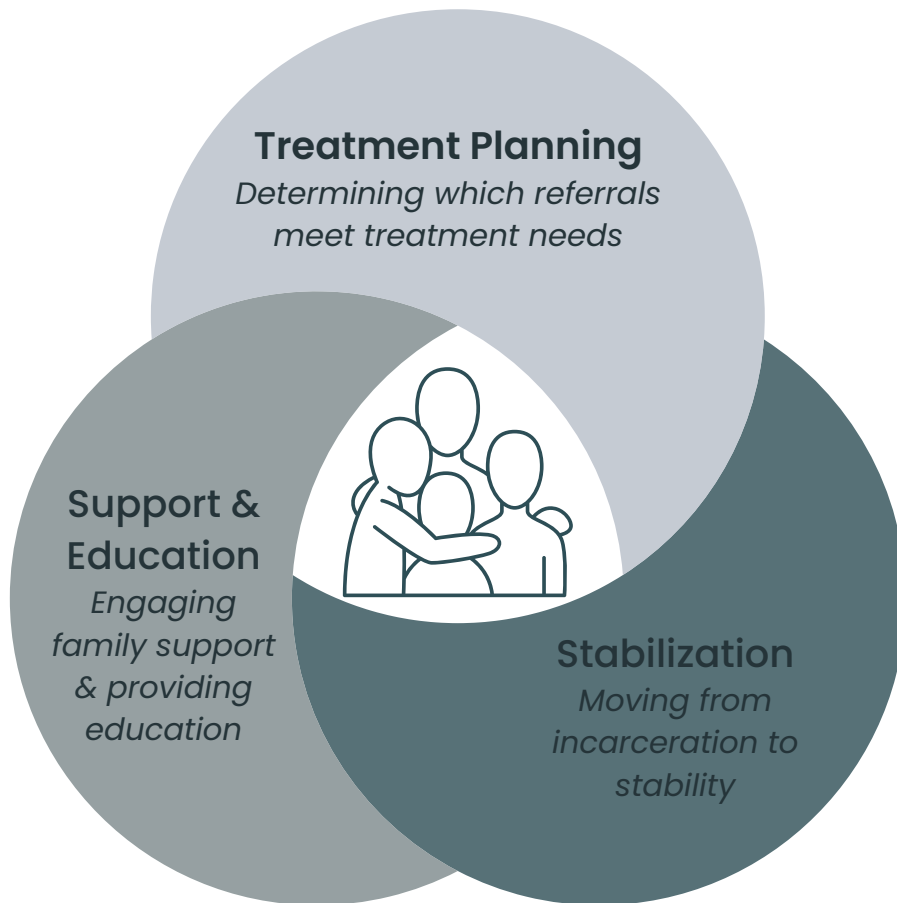 Treatment Planning
Determining which referrals
meet treatment needs
Support &
Education
Engaging
family support
& providing
education
Stabilization
Moving from
incarceration to
stability